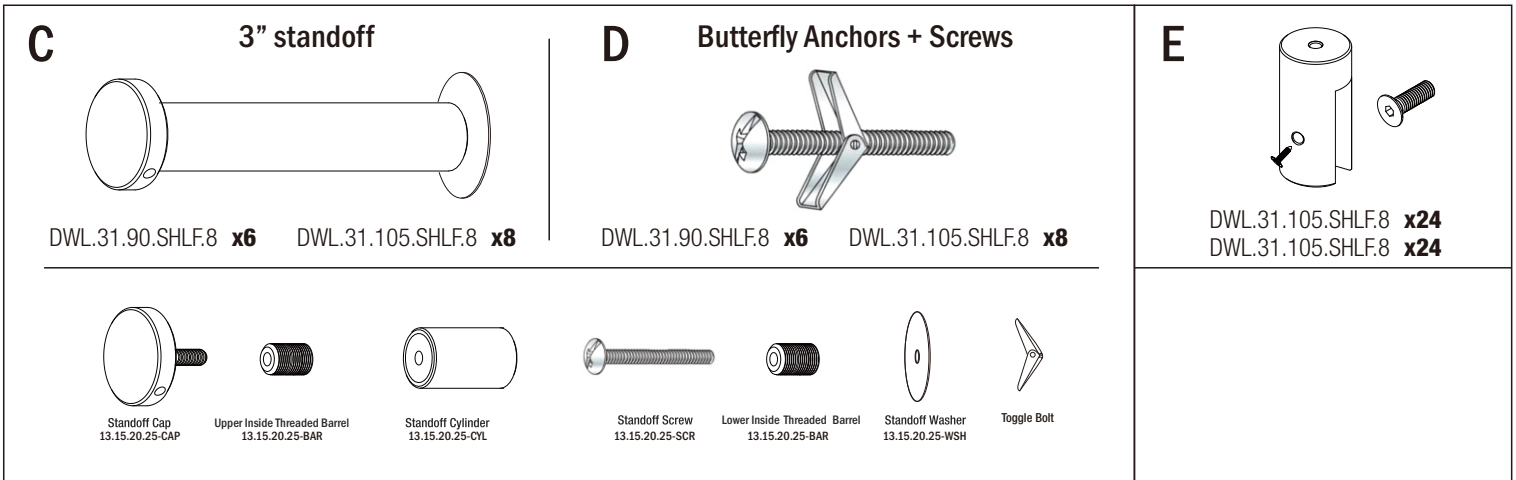 C
3” standoff
DWL.31.90.SHLF.8 x6 DWL.31.105.SHLF.8 x8
D
Butterfly Anchors + Screws
DWL.31.90.SHLF.8 x6 DWL.31.105.SHLF.8 x8
E
DWL.31.105.SHLF.8 x24
DWL.31.105.SHLF.8 x24
Standoff Cap
13.15.20.25-CAP
Upper Inside Threaded Barrel
13.15.20.25-BAR
Standoff Cylinder
13.15.20.25-CYL
Standoff Screw
13.15.20.25-SCR
Lower Inside Threaded Barrel
13.15.20.25-BAR
Standoff Washer
13.15.20.25-WSH
Toggle Bolt